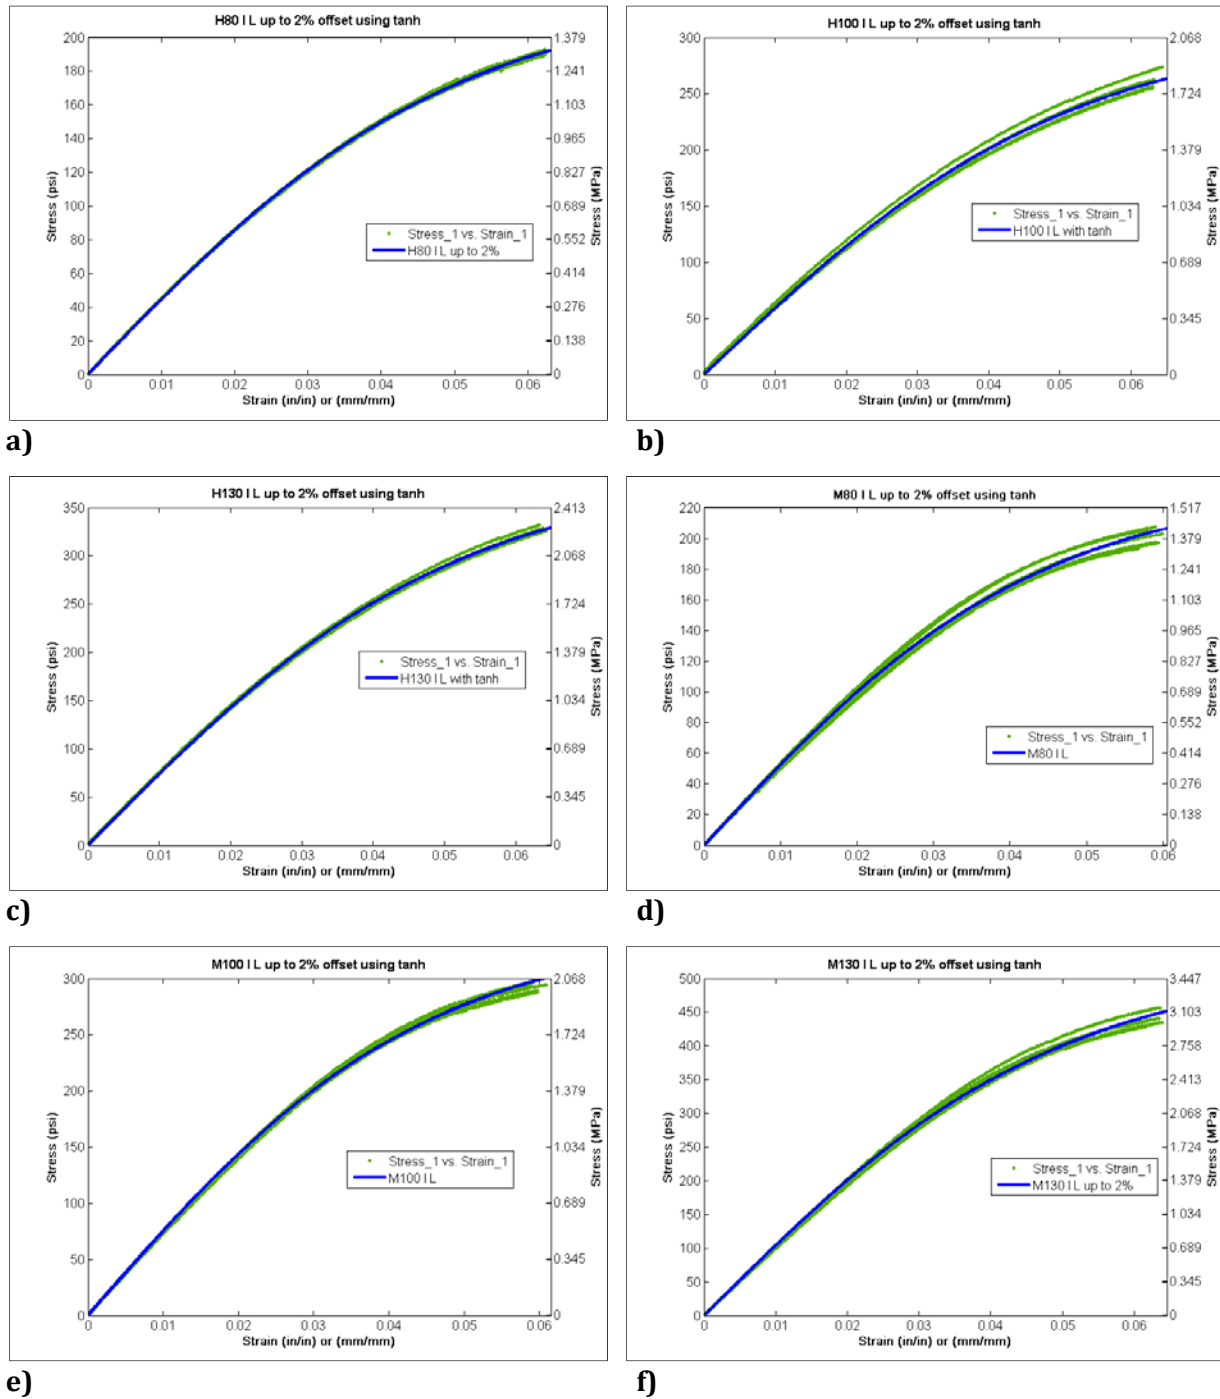 H80 I L up to 2% offset using tanh
200
180
160
140
120
100
80
60
40
20
0
Stress (psi)
1.379
1.241
1.103
0.965
0.827
0.689
0.552
0.414
0.276
0.138
0
Stress (MPa)
Stress_1 vs. Strain_1
H80 I L up to 2%
0 0.01 0.02 0.03 0.04 0.05 0.06
Strain (in/in) or (mm/mm)
a)
H100 I L up to 2% offset using tanh
300
250
200
150
100
50
0
Stress (psi)
2.068
1.724
1.379
1.034
0.689
0.345
0
Stress (MPa)
Stress_1 vs. Strain_1
H100 I L with tanh
0 0.01 0.02 0.03 0.04 0.05 0.06
Strain (in/in) or (mm/mm)
b)
H130 I L up to 2% offset using tanh
350
300
250
200
150
100
50
0
Stress (psi)
2.413
2.068
1.724
1.379
1.034
0.689
0.345
0
Stress (MPa)
Stress_1 vs. Strain_1
H130 I L with tanh
0 0.01 0.02 0.03 0.04 0.05 0.06
Strain (in/in) or (mm/mm)
c)
M80 I L up to 2% offset using tanh
220
200
180
160
140
120
100
80
60
40
20
0
Stress (psi)
1.517
1.379
1.241
1.103
0.965
0.827
0.689
0.552
0.414
0.276
0.138
0
Stress (MPa)
Stress_1 vs. Strain_1
M80 I L
0 0.01 0.02 0.03 0.04 0.05 0.06
Strain (in/in) or (mm/mm)
d)
M100 I L up to 2% offset using tanh
300
250
200
150
100
50
0
Stress (psi)
2.068
1.724
1.379
1.034
0.689
0.345
0
Stress (MPa)
Stress_1 vs. Strain_1
M100 I L
0 0.01 0.02 0.03 0.04 0.05 0.06
Strain (in/in) or (mm/mm)
e)
M130 I L up to 2% offset using tanh
500
450
400
350
300
250
200
150
100
50
0
Stress (psi)
3.447
3.103
2.758
2.413
2.068
1.724
1.379
1.034
0.689
0.345
0
Stress (MPa)
Stress_1 vs. Strain_1
M130 I L up to 2%
0 0.01 0.02 0.03 0.04 0.05 0.06
Strain (in/in) or (mm/mm)
f)